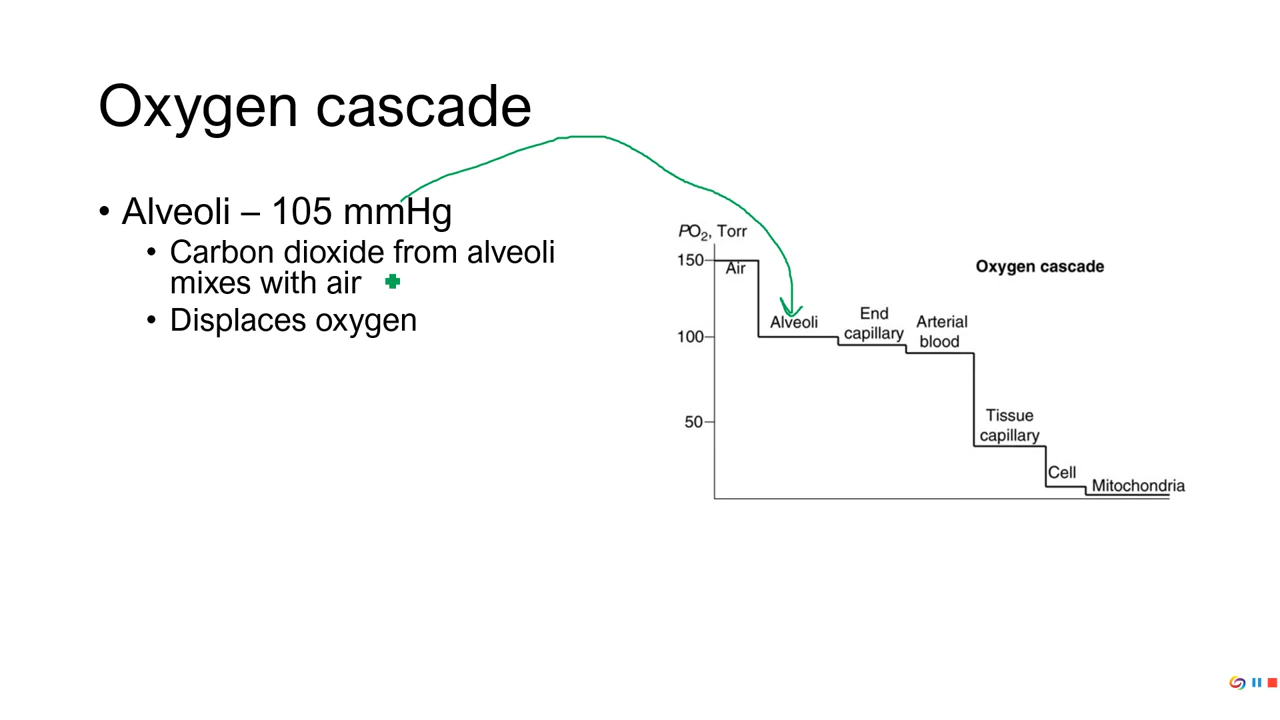 Oxygen cascade
• Alveoli – 105 mmHg
• Carbon dioxide from alveoli
mixes with air
• Displaces oxygen
PO2, Torr
150
Air
Oxygen cascade
100
Alveoli
End
capillary
Arterial
blood
50
Tissue
capillary
Cell
Mitochondria